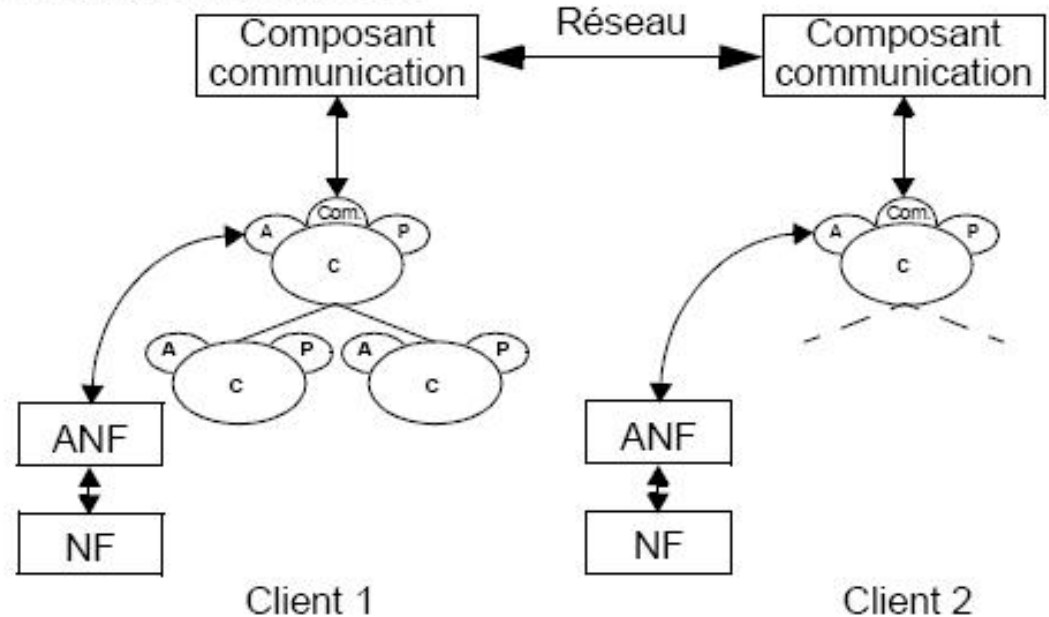 Réseau
Composant
communication
Composant
communication
Com.
A
P
C
Com.
A
P
C
A
P
C
A
P
C
ANF
NF
ANF
NF
Client 1
Client 2